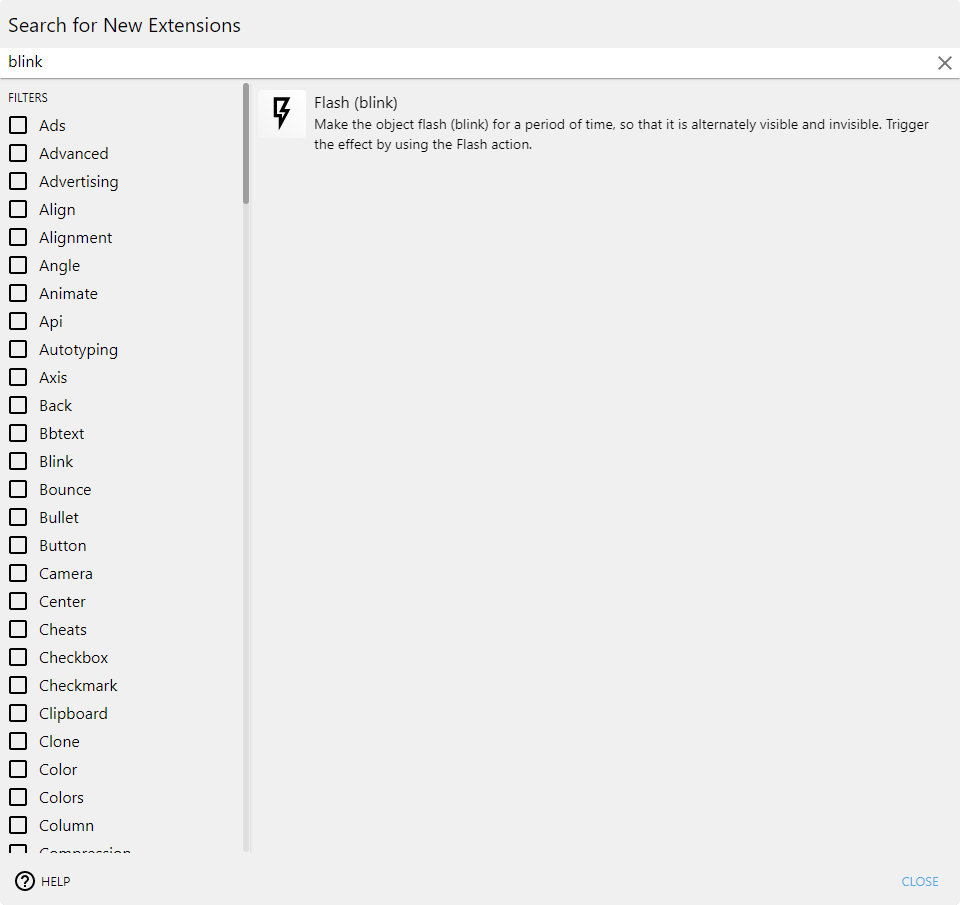 Search for New Extensions
blink
FILTERS
Ads
Advanced
Advertising
Align
Alignment
Angle
Animate
Api
Autotyping
Axis
Back
Bbtext
Blink
Bounce
Bullet
Button
Camera
Center
Cheats
Checkbox
Checkmark
Clipboard
Clone
Color
Colors
Column
Compression
Flash (blink)
Make the object flash (blink) for a period of time, so that it is alternately visible and invisible. Trigger
the effect by using the Flash action.
HELP
CLOSE